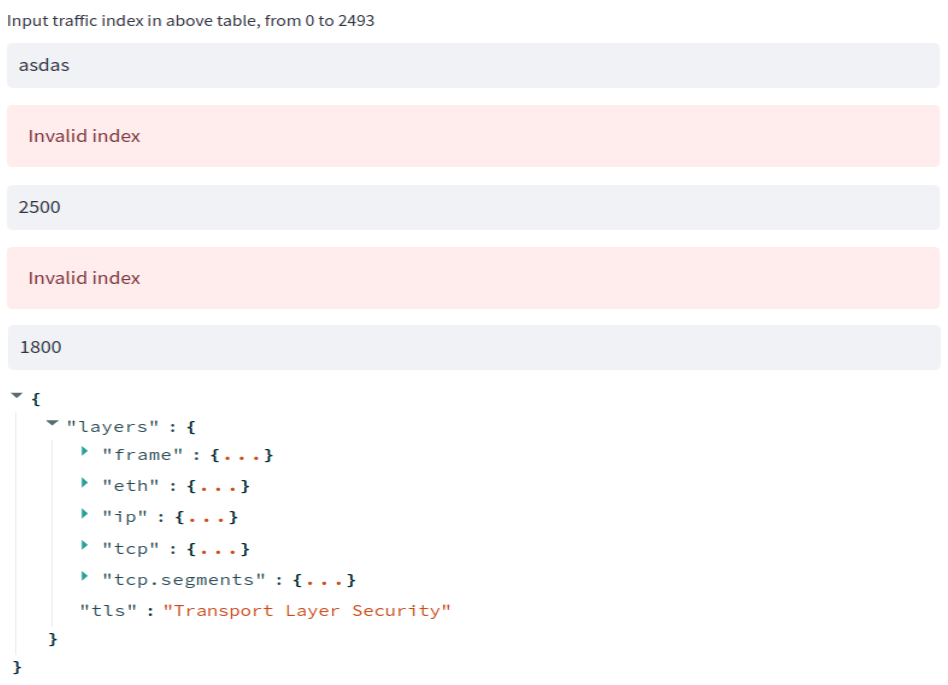 Input traffic index in above table, from 0 to 2493
asdas
Invalid index
2500
Invalid index
1800
{
"layers" : {
"frame" : {...}
"eth" : {...}
"ip" : {...}
"tcp" : {...}
"tcp.segments" : {...}
"tls" : "Transport Layer Security"
}
}